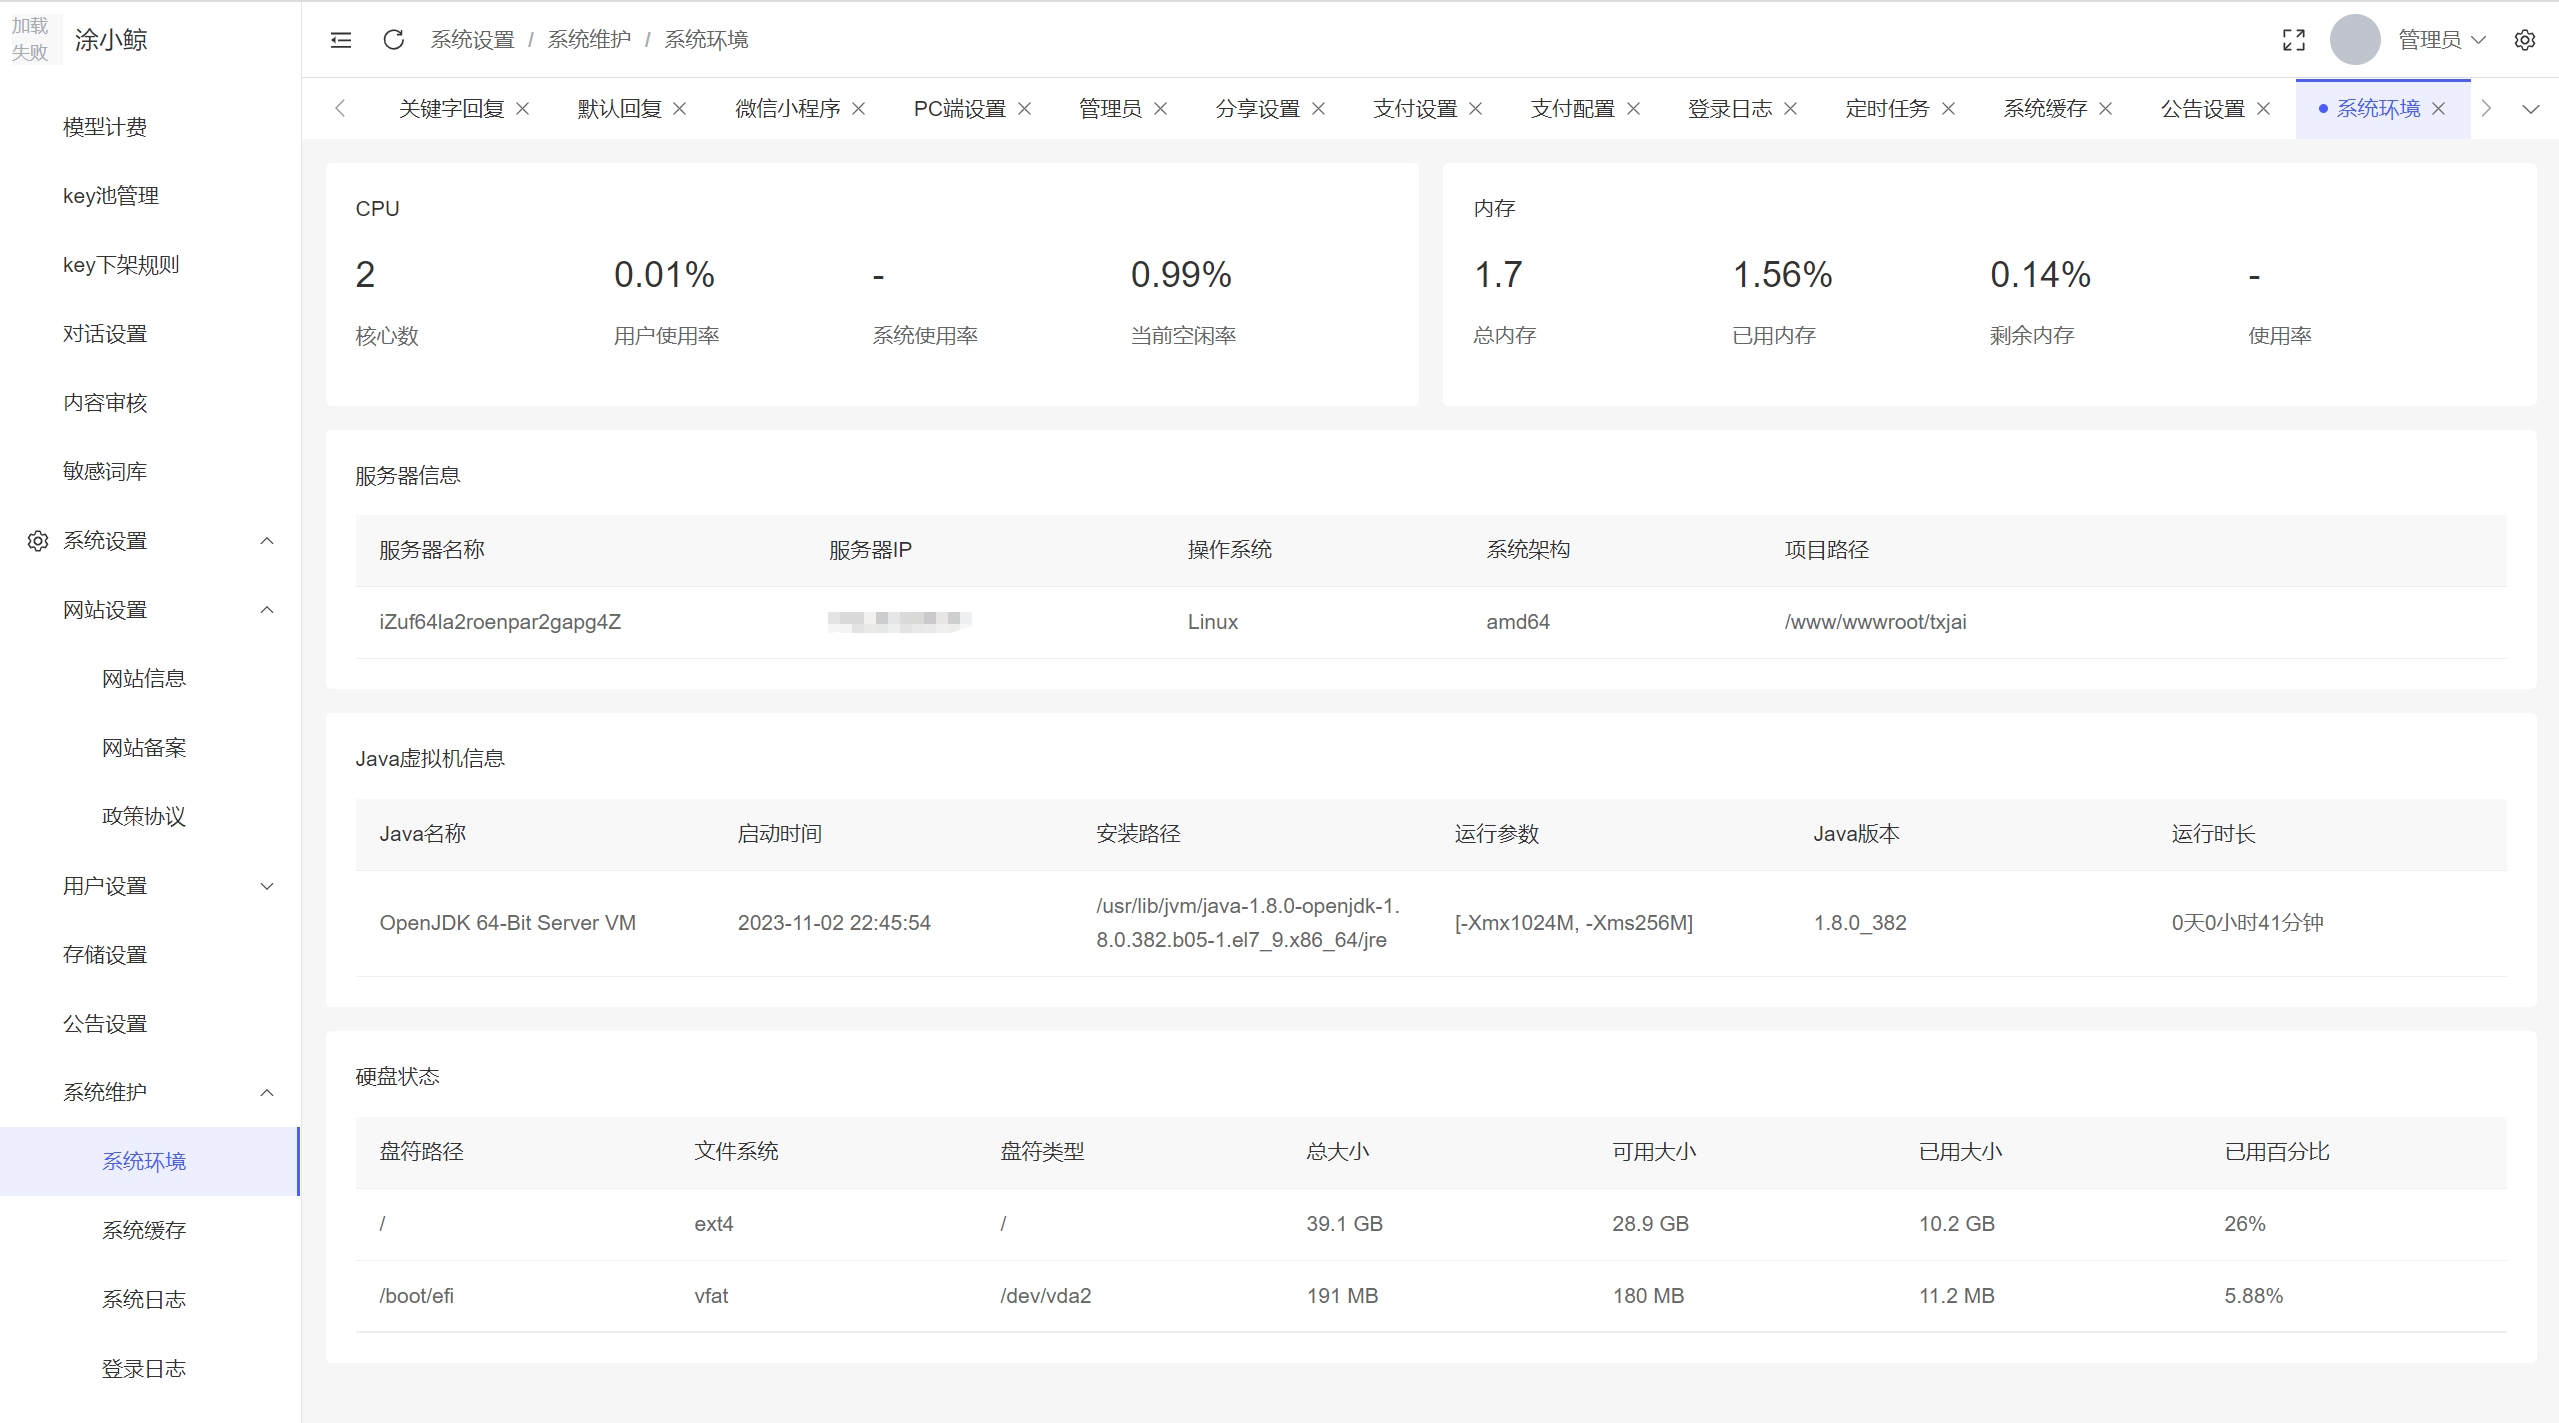 加载
失败
涂小鲸
系统设置 / 系统维护 / 系统环境
管理员
关键字回复
默认回复
微信小程序
PC端设置
管理员
分享设置
支付设置
支付配置
登录日志
定时任务
系统缓存
公告设置
系统环境
模型计费
key池管理
key下架规则
对话设置
内容审核
敏感词库
系统设置
网站设置
网站信息
网站备案
政策协议
用户设置
存储设置
公告设置
系统维护
系统环境
系统缓存
系统日志
登录日志
CPU
2 0.01% - 0.99%
核心数 用户使用率 系统使用率 当前空闲率
内存
1.7 1.56% 0.14% -
总内存 已用内存 剩余内存 使用率
服务器信息
服务器名称 服务器IP 操作系统 系统架构 项目路径
iZuf64la2roenpar2gapg4Z Linux amd64 /www/wwwroot/txjai
Java虚拟机信息
Java名称 启动时间 安装路径 运行参数 Java版本 运行时长
OpenJDK 64-Bit Server VM 2023-11-02 22:45:54 /usr/lib/jvm/java-1.8.0-openjdk-1. [-Xmx1024M, -Xms256M] 1.8.0_382 0天0小时41分钟
8.0.382.b05-1.el7_9.x86_64/jre
硬盘状态
盘符路径 文件系统 盘符类型 总大小 可用大小 已用大小 已用百分比
/ ext4 / 39.1 GB 28.9 GB 10.2 GB 26%
/boot/efi vfat /dev/vda2 191 MB 180 MB 11.2 MB 5.88%